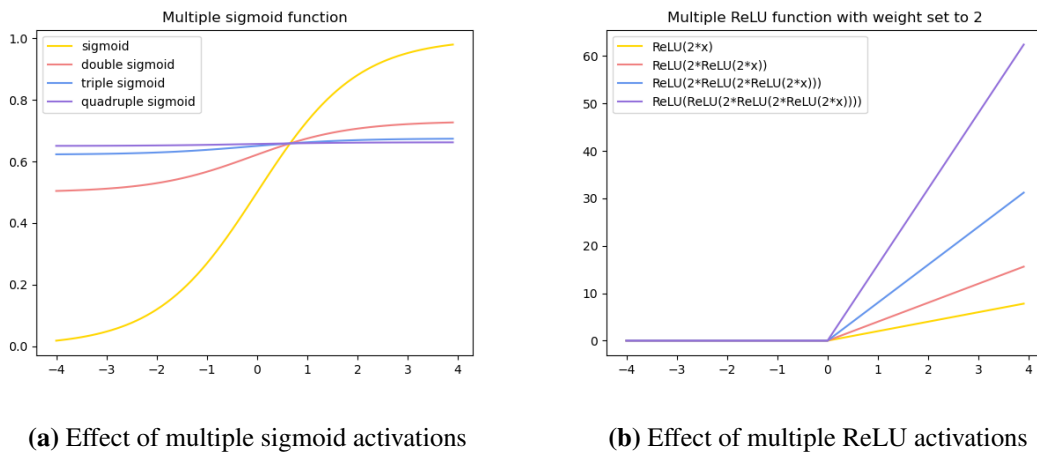 Multiple sigmoid function
1.0
0.8
0.6
0.4
0.2
0.0
sigmoid
double sigmoid
triple sigmoid
quadruple sigmoid
−4 −3 −2 −1 0 1 2 3 4
(a) Effect of multiple sigmoid activations
Multiple ReLU function with weight set to 2
60
50
40
30
20
10
0
ReLU(2*x)
ReLU(2*ReLU(2*x))
ReLU(2*ReLU(2*ReLU(2*x)))
ReLU(ReLU(2*ReLU(2*ReLU(2*x))))
−4 −3 −2 −1 0 1 2 3 4
(b) Effect of multiple ReLU activations